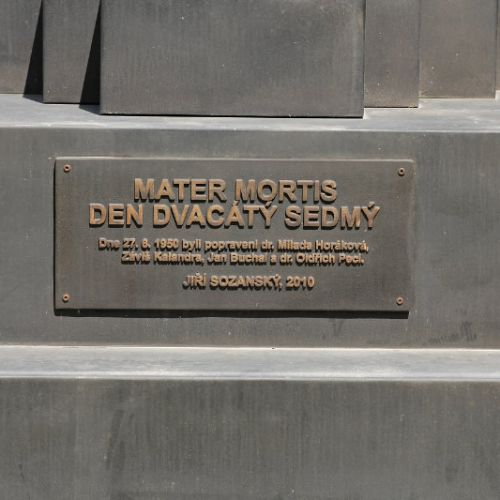 MATER MORTIS
DEN DVACÁTÝ SEDMÝ
Dne 27. 6. 1950 byli popraveni dr. Milada Horáková,
Záviš Kalandra, Jan Buchal a dr. Oldřich Pecl.
JIŘÍ SOZANSKÝ, 2010